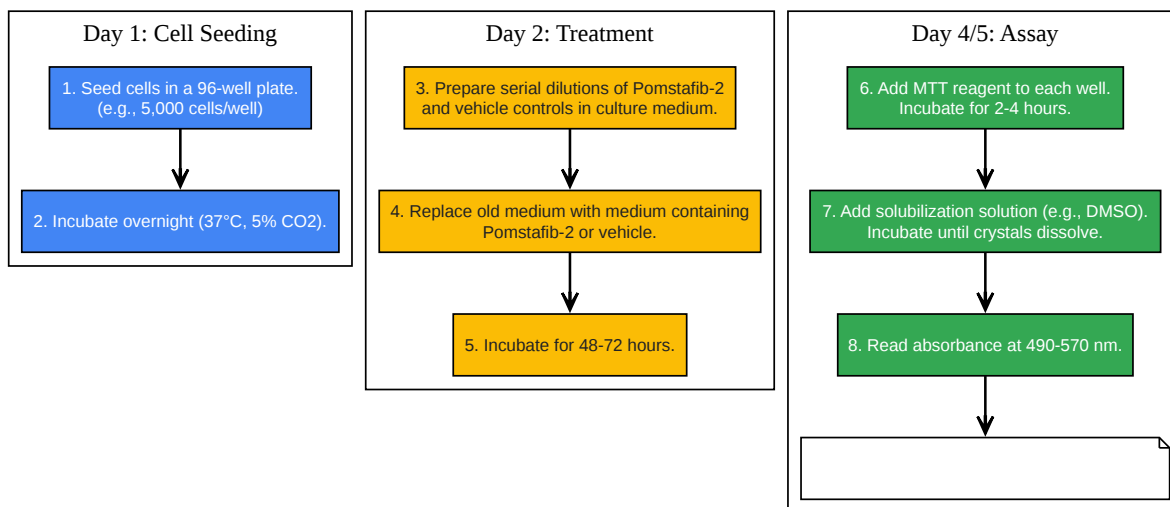 Day 1: Cell Seeding
1. Seed cells in a 96-well plate.
(e.g., 5,000 cells/well)
2. Incubate overnight (37°C, 5% CO2).
Day 2: Treatment
3. Prepare serial dilutions of Pomstafib-2
and vehicle controls in culture medium.
4. Replace old medium with medium containing
Pomstafib-2 or vehicle.
5. Incubate for 48-72 hours.
Day 4/5: Assay
6. Add MTT reagent to each well.
Incubate for 2-4 hours.
7. Add solubilization solution (e.g., DMSO).
Incubate until crystals dissolve.
8. Read absorbance at 490-570 nm.